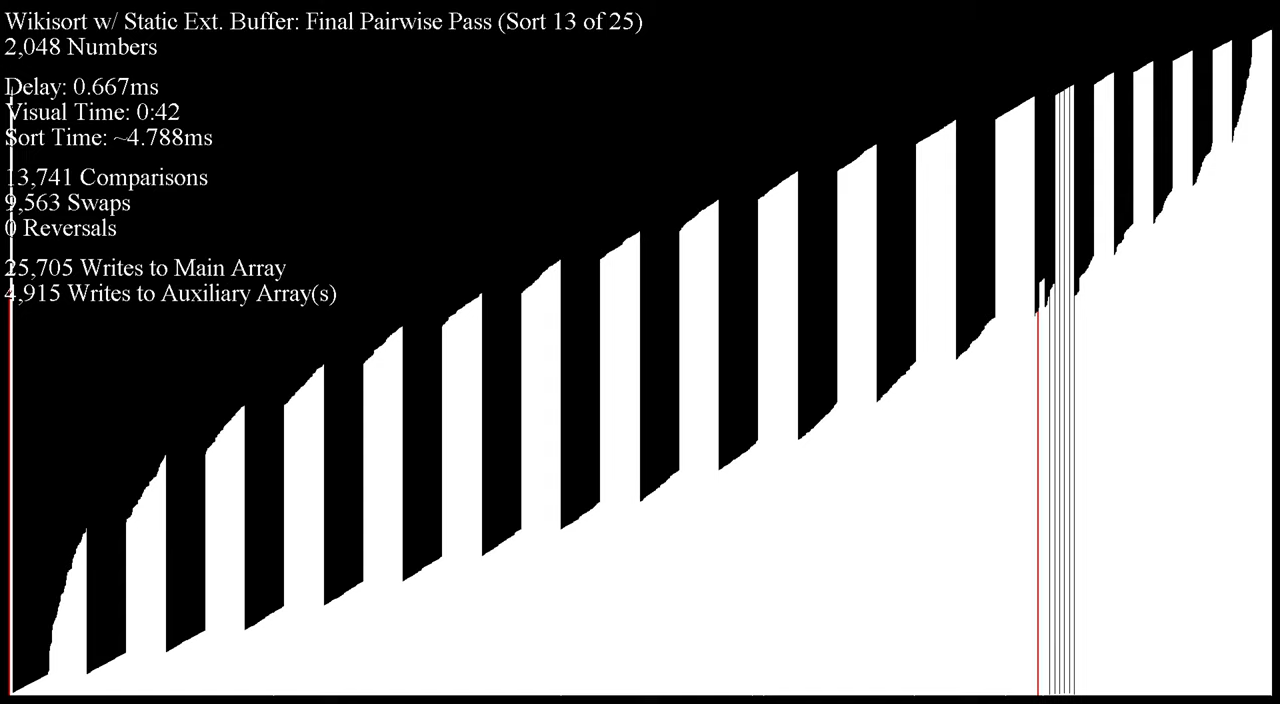 Wikisort w/ Static Ext. Buffer: Final Pairwise Pass (Sort 13 of 25)
2,048 Numbers
Delay: 0.667ms
Visual Time: 0:42
Sort Time: ~4.788ms
13,741 Comparisons
9,563 Swaps
0 Reversals
25,705 Writes to Main Array
4,915 Writes to Auxiliary Array(s)